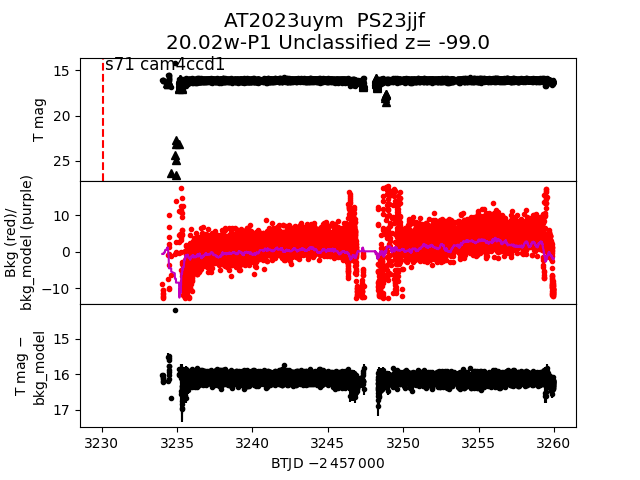 AT2023uym  PS23jjf
20.02w-P1 Unclassified z= -99.0
s71 cam4ccd1
T mag
15
20
25
Bkg (red)/
bkg_model (purple)
10
0
−10
T mag −
bkg_model
15
16
17
3230 3235 3240 3245 3250 3255 3260
BTJD −2 457 000